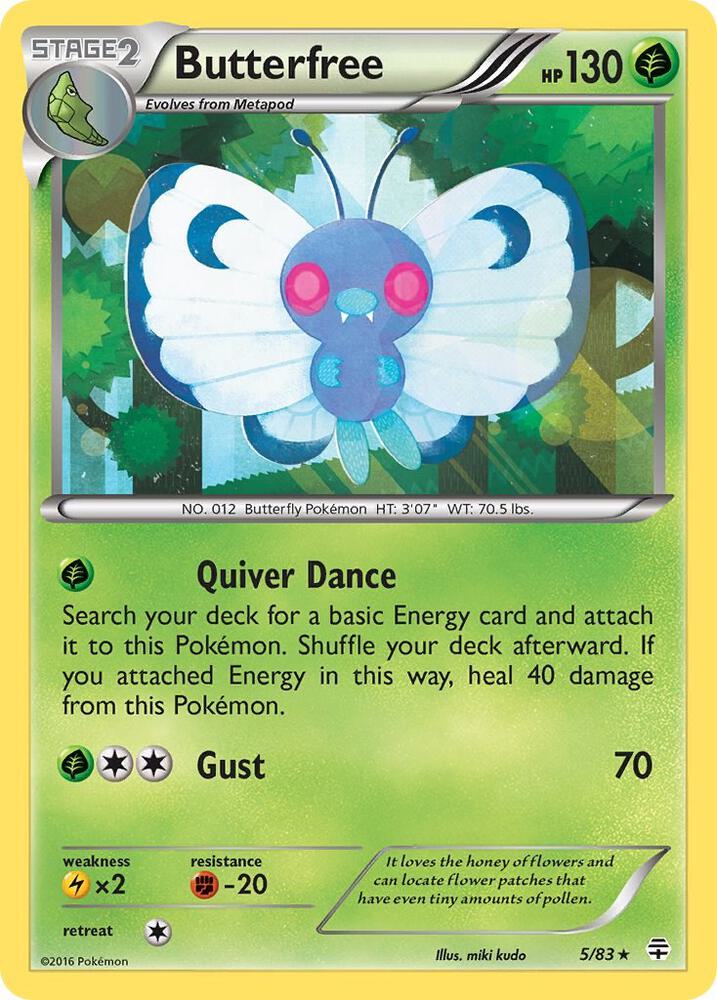 STAGE2
Butterfree
HP130
Evolves from Metapod
NO. 012 Butterfly Pokémon HT: 3'07" WT: 70.5 lbs.
Quiver Dance
Search your deck for a basic Energy card and attach
it to this Pokémon. Shuffle your deck afterward. If
you attached Energy in this way, heal 40 damage
from this Pokémon.
Gust 70
weakness resistance
×2 -20
It loves the honey of flowers and
can locate flower patches that
have even tiny amounts of pollen.
retreat
©2016 Pokémon Illus. miki kudo 5/83★